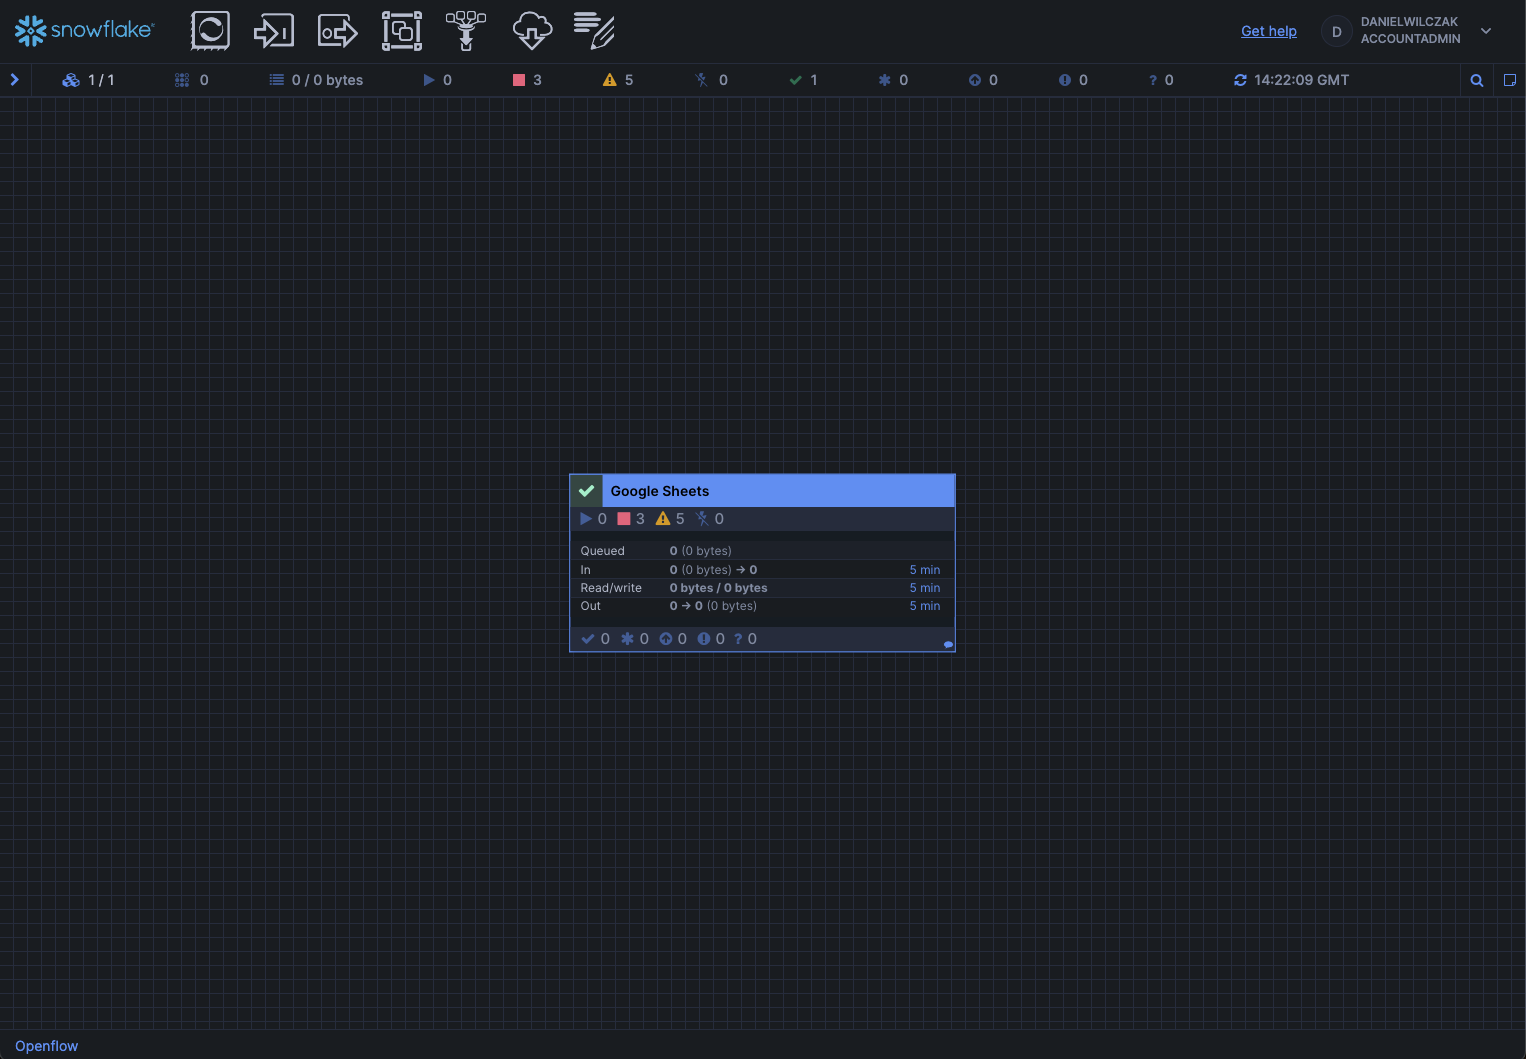 snowflake®
Get help
D
DANIELWILCZAK
ACCOUNTADMIN
1 / 1
0
0 / 0 bytes
0
3
5
0
1
0
0
0
? 0
14:22:09 GMT
Google Sheets
0 3 5 0
Queued 0 (0 bytes)
In 0 (0 bytes) → 0 5 min
Read/write 0 bytes / 0 bytes 5 min
Out 0 → 0 (0 bytes) 5 min
0 0 0 0 ? 0
Openflow